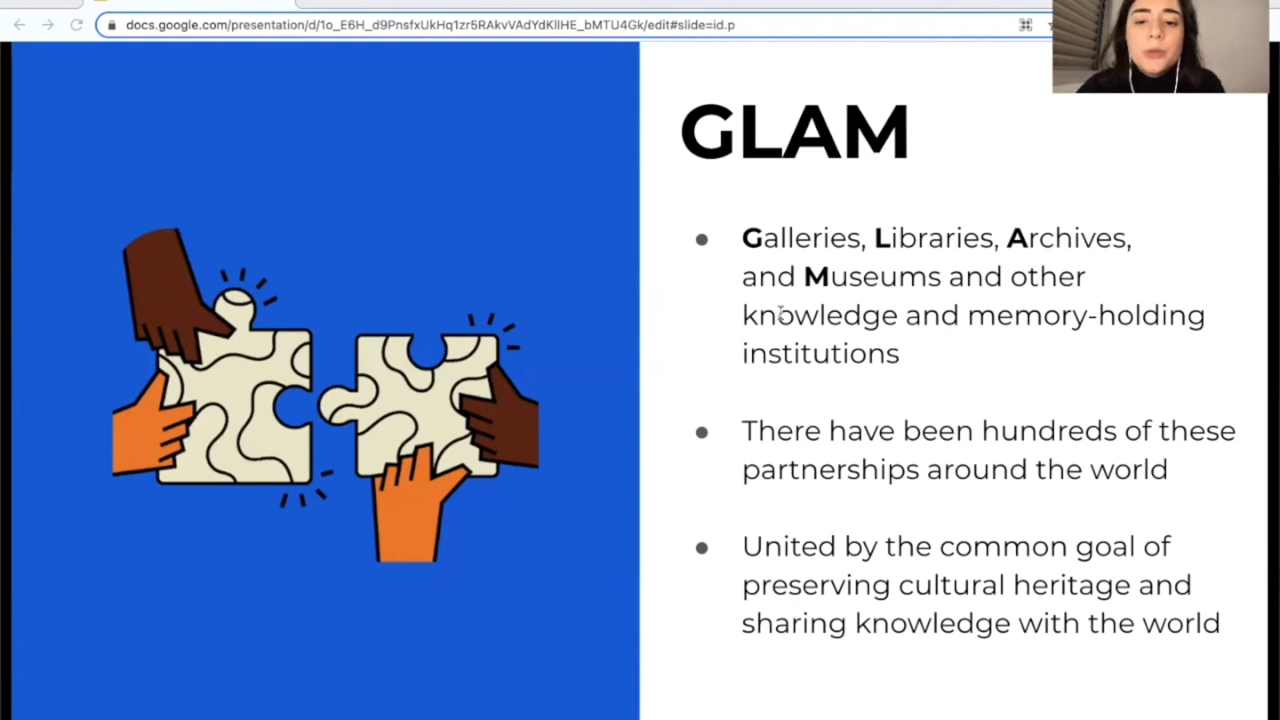 docs.google.com/presentation/d/1o_E6H_d9PnsfxUkHq1zr5RAkvVAdYdKllHE_bMTU4Gk/edit#slide=id.p
GLAM
Galleries, Libraries, Archives,
and Museums and other
knowledge and memory-holding
institutions
There have been hundreds of these
partnerships around the world
United by the common goal of
preserving cultural heritage and
sharing knowledge with the world